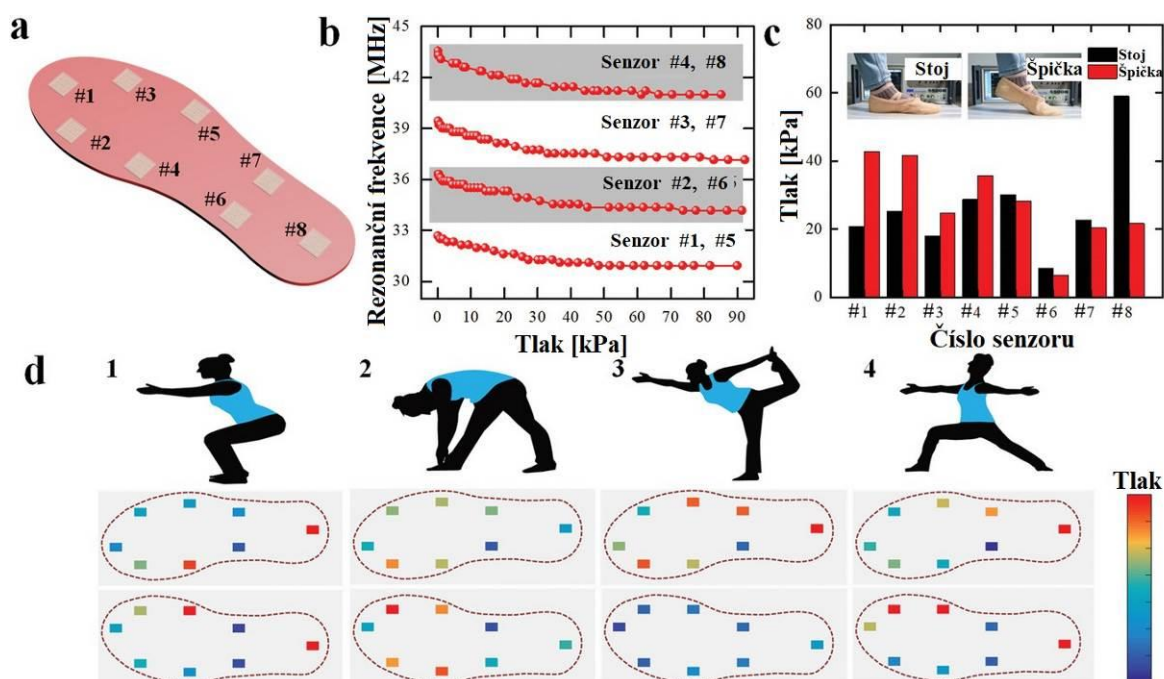 a
#1
#3
#2
#5
#4
#7
#6
#8
b
Rezonanční frekvence [MHz]
45
42
39
36
33
30
Senzor #4, #8
Senzor #3, #7
Senzor #2, #6
Senzor #1, #5
0 10 20 30 40 50 60 70 80 90
Tlak [kPa]
c
Tlak [kPa]
80
60
40
20
0
Stoj
Špička
Stoj
Špička
#1 #2 #3 #4 #5 #6 #7 #8
Číslo senzoru
d
1
2
3
4
Tlak